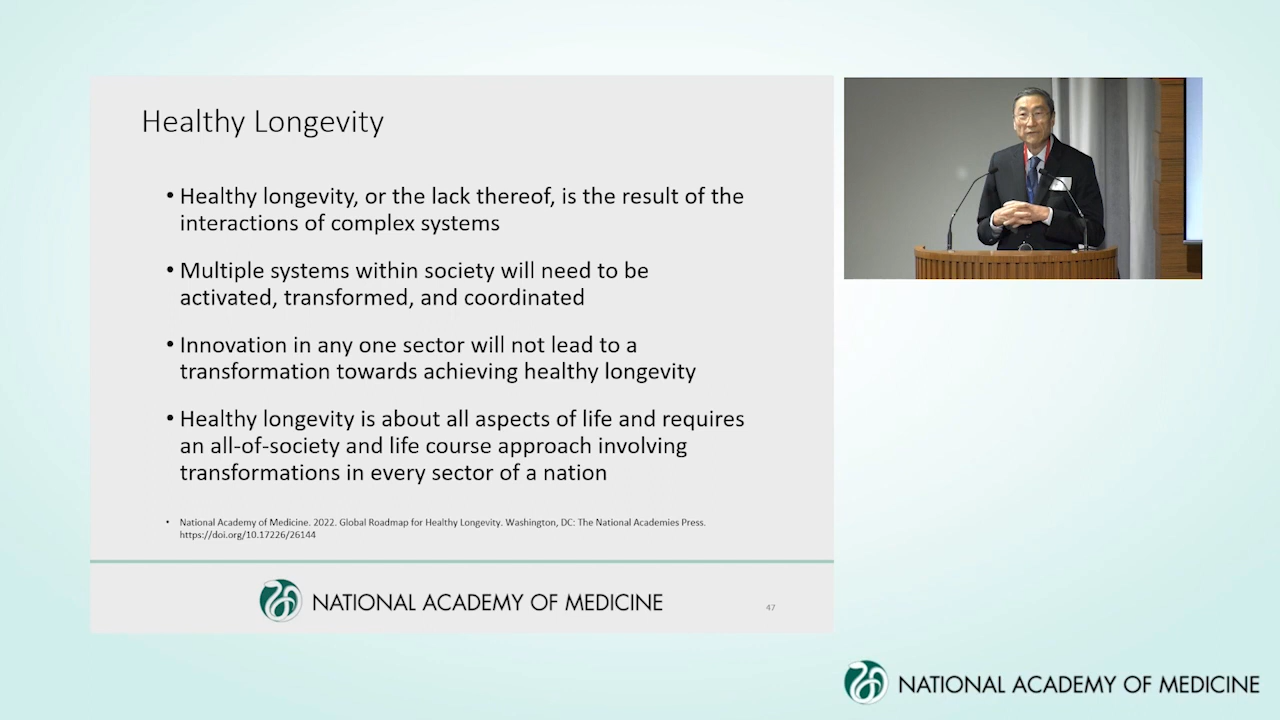 Healthy Longevity
• Healthy longevity, or the lack thereof, is the result of the
interactions of complex systems
• Multiple systems within society will need to be
activated, transformed, and coordinated
• Innovation in any one sector will not lead to a
transformation towards achieving healthy longevity
• Healthy longevity is about all aspects of life and requires
an all-of-society and life course approach involving
transformations in every sector of a nation
• National Academy of Medicine. 2022. Global Roadmap for Healthy Longevity. Washington, DC: The National Academies Press.
https://doi.org/10.17226/26144
NATIONAL ACADEMY OF MEDICINE
47
NATIONAL ACADEMY OF MEDICINE